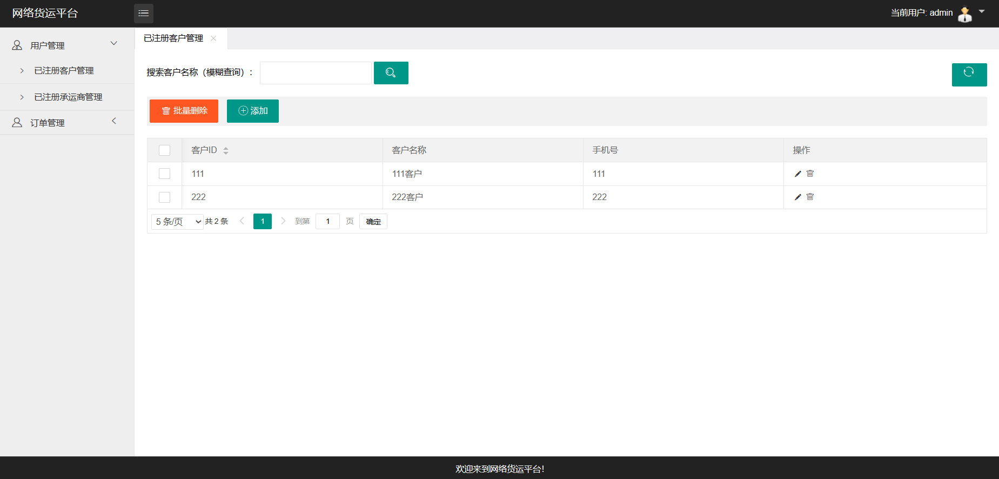 网络货运平台
当前用户: admin
用户管理
已注册客户管理
已注册承运商管理
订单管理
已注册客户管理
搜索客户名称（模糊查询）:
批量删除 添加
客户ID 客户名称 手机号 操作
111 111客户 111
222 222客户 222
5 条/页 共 2 条 1 到第 1 页 确定
欢迎来到网络货运平台!